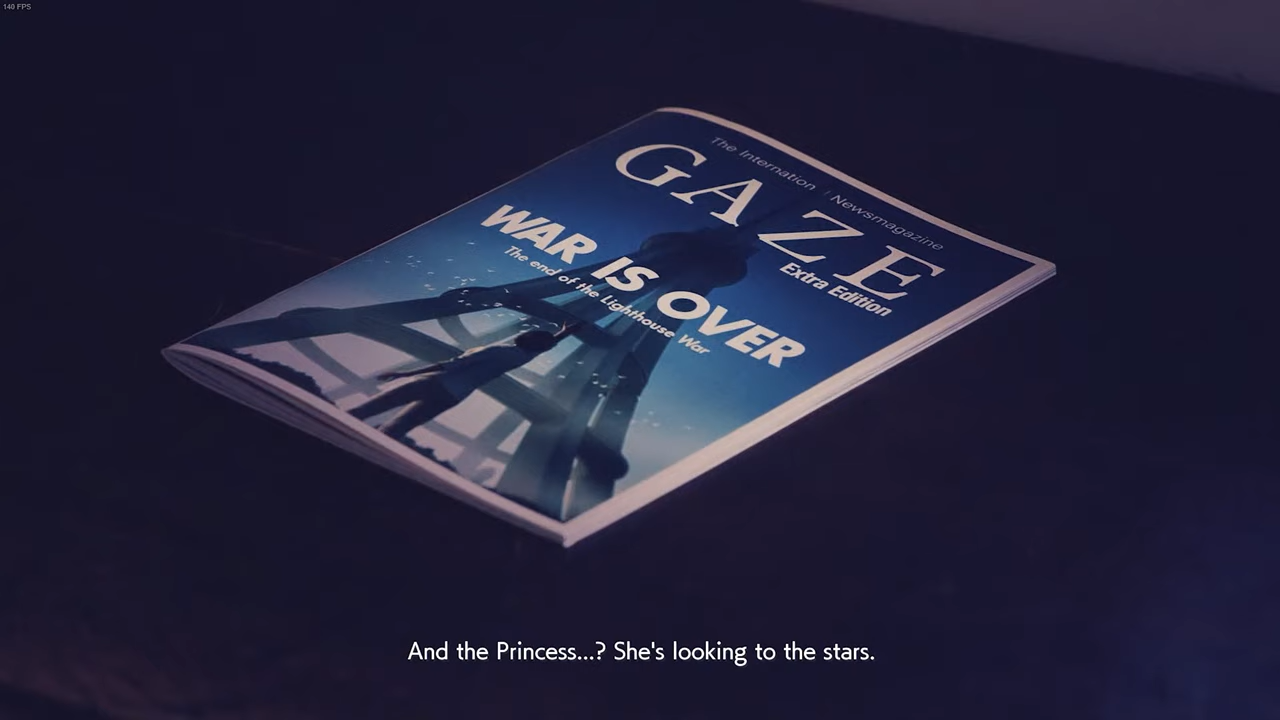 140 FPS
The Internation Newsmagazine
GAZE
Extra Edition
WAR IS OVER
The end of the Lighthouse War
And the Princess...? She's looking to the stars.